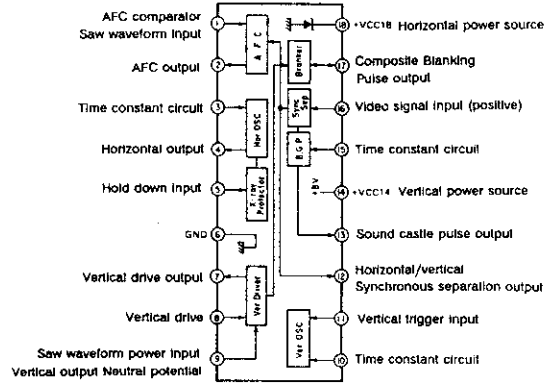 AFC comparator
Saw waveform input
1
AFC output
2
Time constant circuit
3
Horizontal output
4
Hold down input
5
GND
6
Vertical drive output
7
Vertical drive
8
Saw waveform power input
Vertical output Neutral potential
9
A F C
Hor OSC
X-ray
Protector
Ver Driver
Blanker
Sync
Sep
B.G.P
+8V
Ver OSC
18
+VCC18 Horizontal power source
17
Composite Blanking
Pulse output
16
Video signal input (positive)
15
Time constant circuit
14
+VCC14 Vertical power source
13
Sound castle pulse output
12
Horizontal/vertical
Synchronous separation output
11
Vertical trigger input
10
Time constant circuit